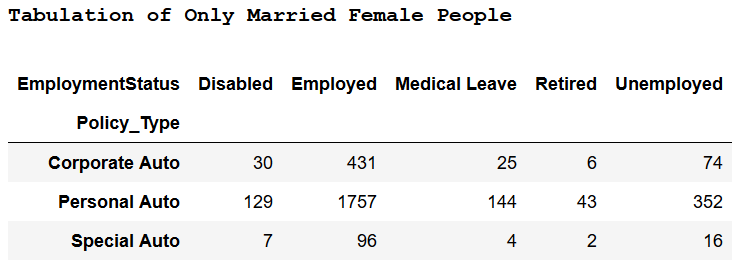 Tabulation of Only Married Female People
EmploymentStatus Disabled Employed Medical Leave Retired Unemployed
Policy_Type
Corporate Auto 30 431 25 6 74
Personal Auto 129 1757 144 43 352
Special Auto 7 96 4 2 16